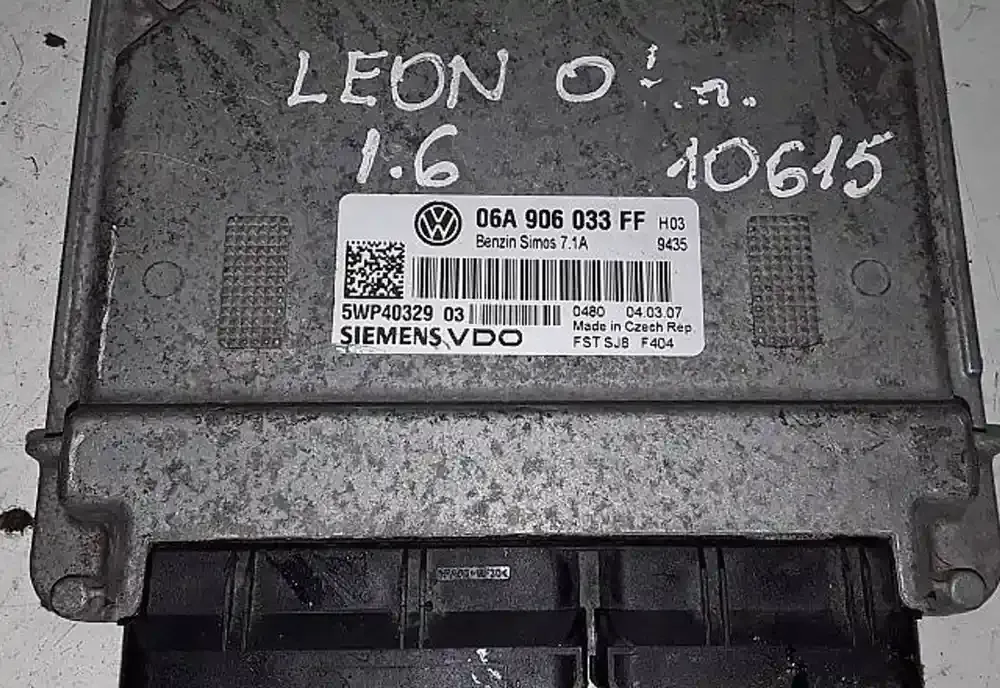 LEON
1.6
10615
06A 906 033 FF H03
Benzin Simos 7.1A 9435
5WP40329 03 0480 04.03.07
Made in Czech Rep
SIEMENS VDO FST SJB F404